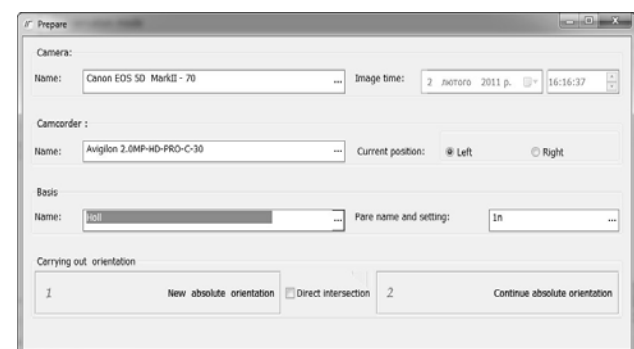 Prepare
Camera:
Name: Canon EOS 5D MarkII - 70 ... Image time: 2 лютого 2011 р. 16:16:37
Camcorder :
Name: Avigilon 2.0MP-HD-PRO-C-30 ... Current position: Left Right
Basis
Name: Holl ... Pare name and setting: 1n ...
Carrying out orientation
1 New absolute orientation Direct intersection 2 Continue absolute orientation